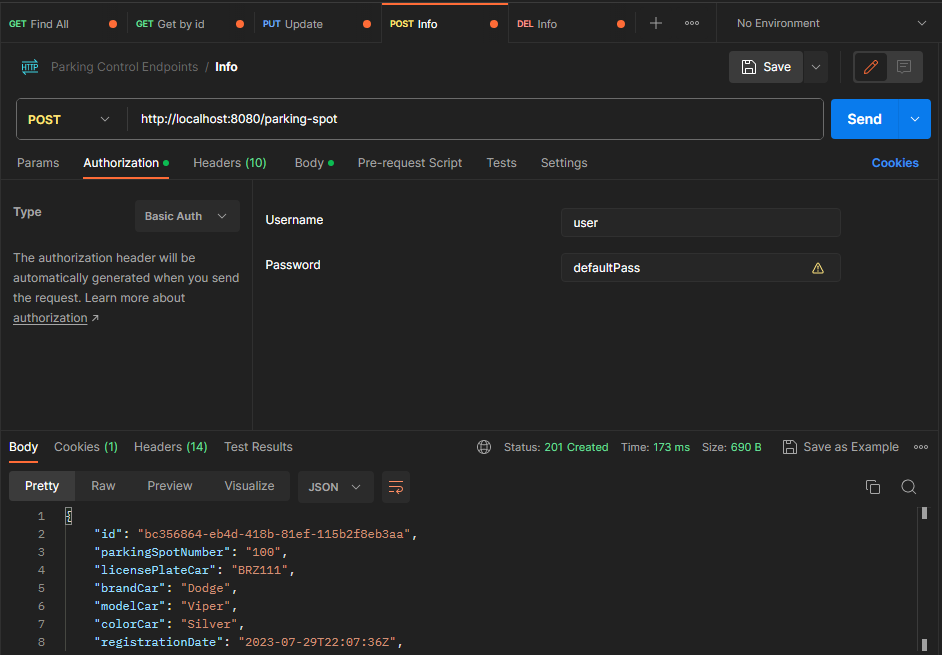 GET Find All GET Get by id PUT Update POST Info DEL Info No Environment
HTTP Parking Control Endpoints / Info Save
POST http://localhost:8080/parking-spot Send
Params Authorization Headers (10) Body Pre-request Script Tests Settings Cookies
Type Basic Auth
The authorization header will be
automatically generated when you send
the request. Learn more about
authorization ↗
Username user
Password defaultPass
Body Cookies (1) Headers (14) Test Results Status: 201 Created Time: 173 ms Size: 690 B Save as Example
Pretty Raw Preview Visualize JSON
1 {
2 "id": "bc356864-eb4d-418b-81ef-115b2f8eb3aa",
3 "parkingSpotNumber": "100",
4 "licensePlateCar": "BRZ111",
5 "brandCar": "Dodge",
6 "modelCar": "Viper",
7 "colorCar": "Silver",
8 "registrationDate": "2023-07-29T22:07:36Z",